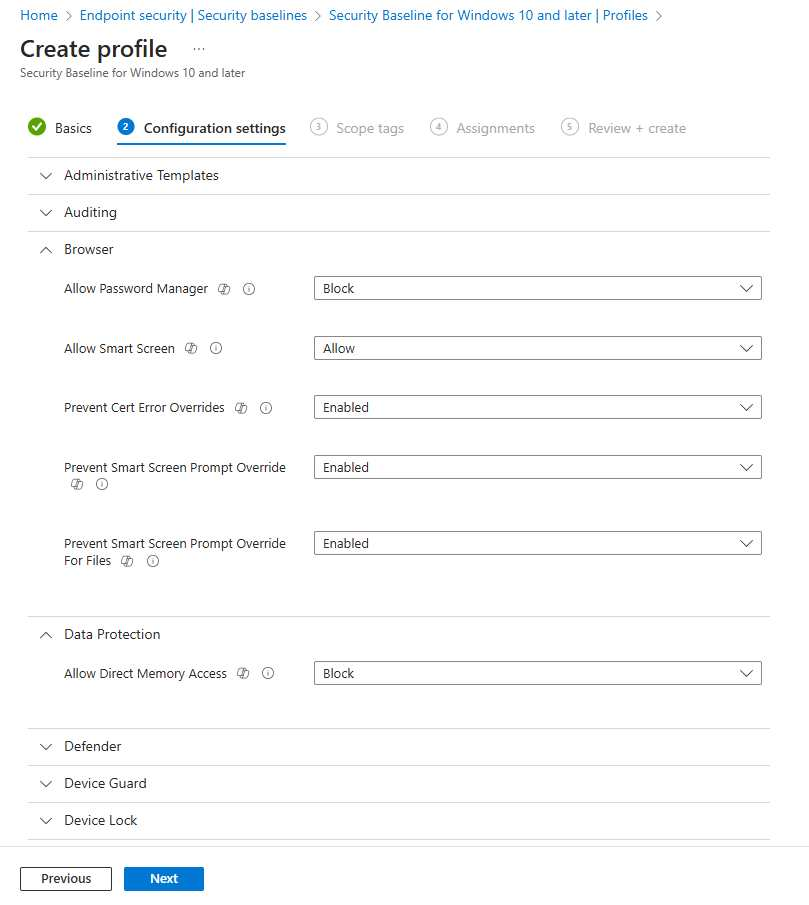 Home > Endpoint security | Security baselines > Security Baseline for Windows 10 and later | Profiles >
Create profile ...
Security Baseline for Windows 10 and later
Basics 2 Configuration settings 3 Scope tags 4 Assignments 5 Review + create
Administrative Templates
Auditing
Browser
Allow Password Manager Block
Allow Smart Screen Allow
Prevent Cert Error Overrides Enabled
Prevent Smart Screen Prompt Override Enabled
Prevent Smart Screen Prompt Override Enabled
For Files
Data Protection
Allow Direct Memory Access Block
Defender
Device Guard
Device Lock
Previous Next